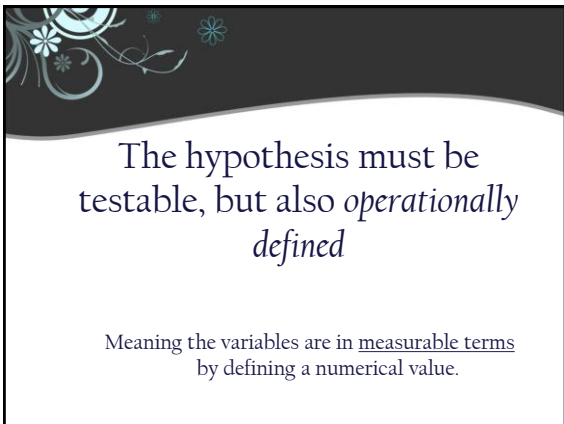 The hypothesis must be
testable, but also operationally
defined
Meaning the variables are in measurable terms
by defining a numerical value.